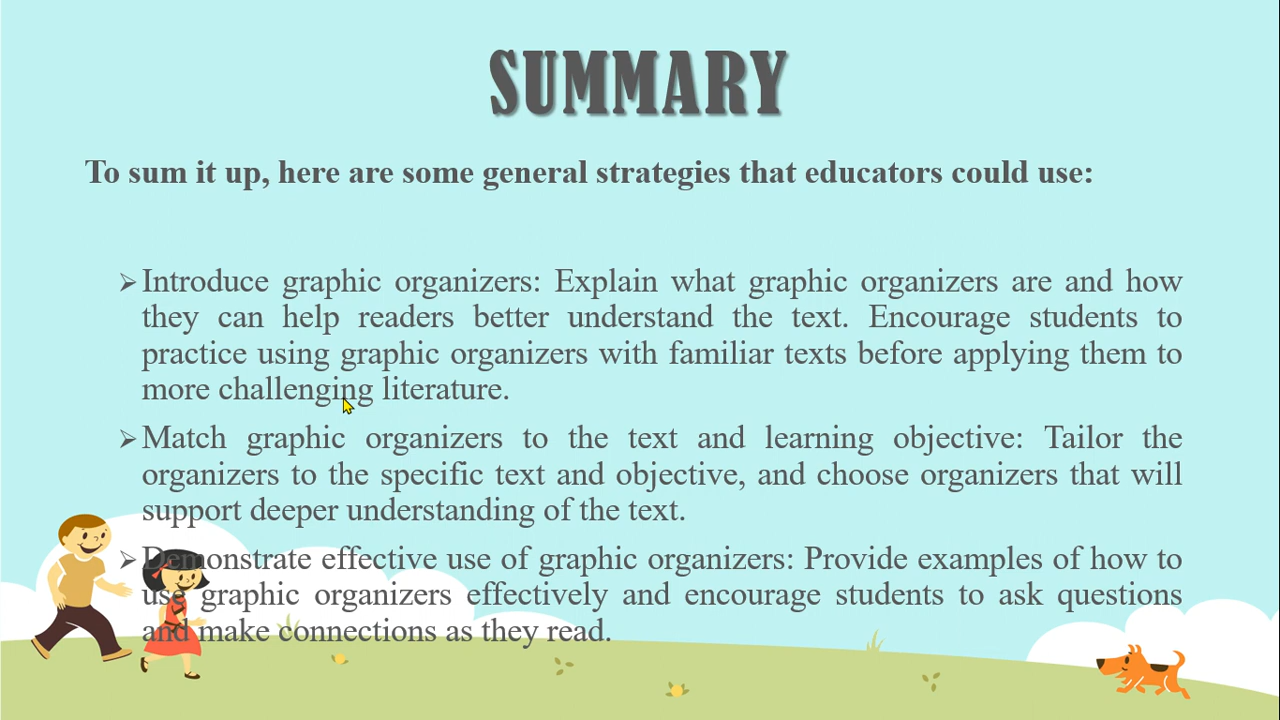 SUMMARY
To sum it up, here are some general strategies that educators could use:
➢Introduce graphic organizers: Explain what graphic organizers are and how
they can help readers better understand the text. Encourage students to
practice using graphic organizers with familiar texts before applying them to
more challenging literature.
➢Match graphic organizers to the text and learning objective: Tailor the
organizers to the specific text and objective, and choose organizers that will
support deeper understanding of the text.
➢Demonstrate effective use of graphic organizers: Provide examples of how to
use graphic organizers effectively and encourage students to ask questions
and make connections as they read.